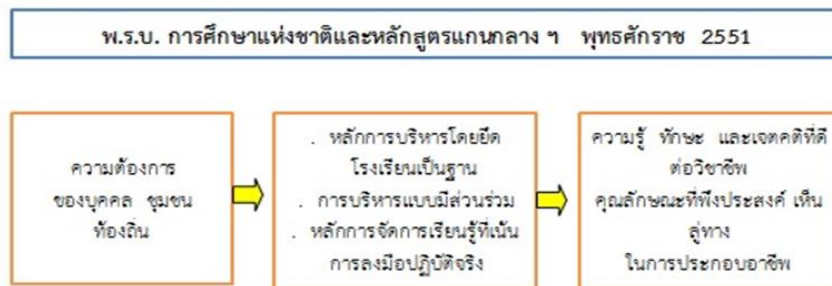 พ.ร.บ. การศึกษาแห่งชาติและหลักสูตรแกนกลาง ฯ พุทธศักราช 2551
ความต้องการ
ของบุคคล ชุมชน
ท้องถิ่น
. หลักการบริหารโดยยึด
โรงเรียนเป็นฐาน
. การบริหารแบบมีส่วนร่วม
. หลักการจัดการเรียนรู้ที่เน้น
การลงมือปฏิบัติจริง
ความรู้ ทักษะ และเจตคติที่ดี
ต่อวิชาชีพ
คุณลักษณะที่พึงประสงค์ เห็น
ลู่ทาง
ในการประกอบอาชีพ